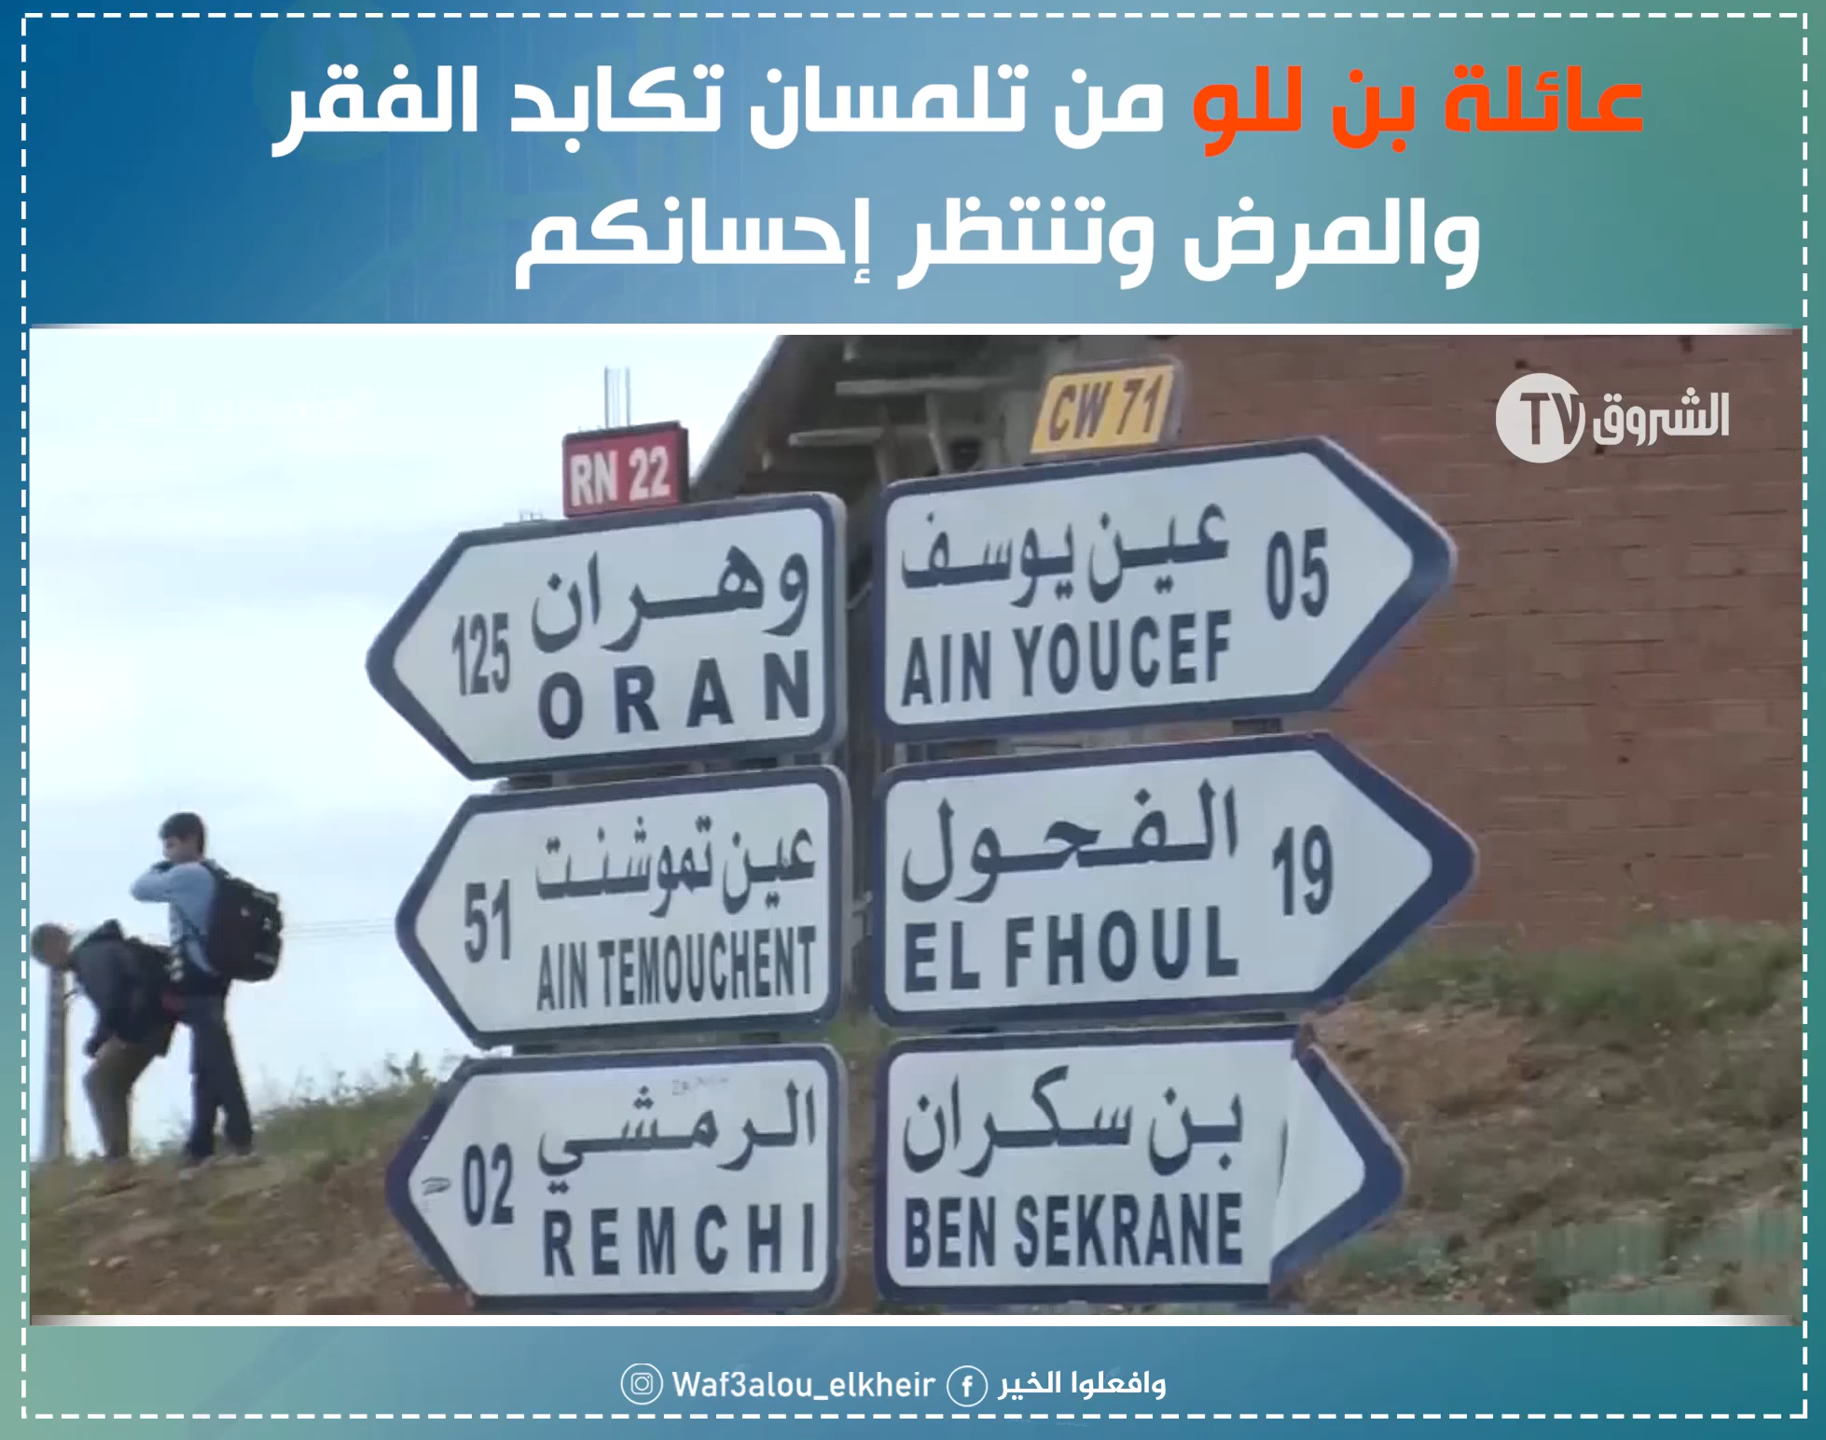 عائلة بن للو من تلمسان تكابد الفقر
والمرض وتنتظر إحسانكم
الشروق TV
RN 22
CW 71
وهران
125
ORAN
عين يوسف
05
AIN YOUCEF
عين تموشنت
51
AIN TEMOUCHENT
الفحول
19
EL FHOUL
الرمشي
02
REMCHI
بن سكران
BEN SEKRANE
Waf3alou_elkheir
f وافعلوا الخير